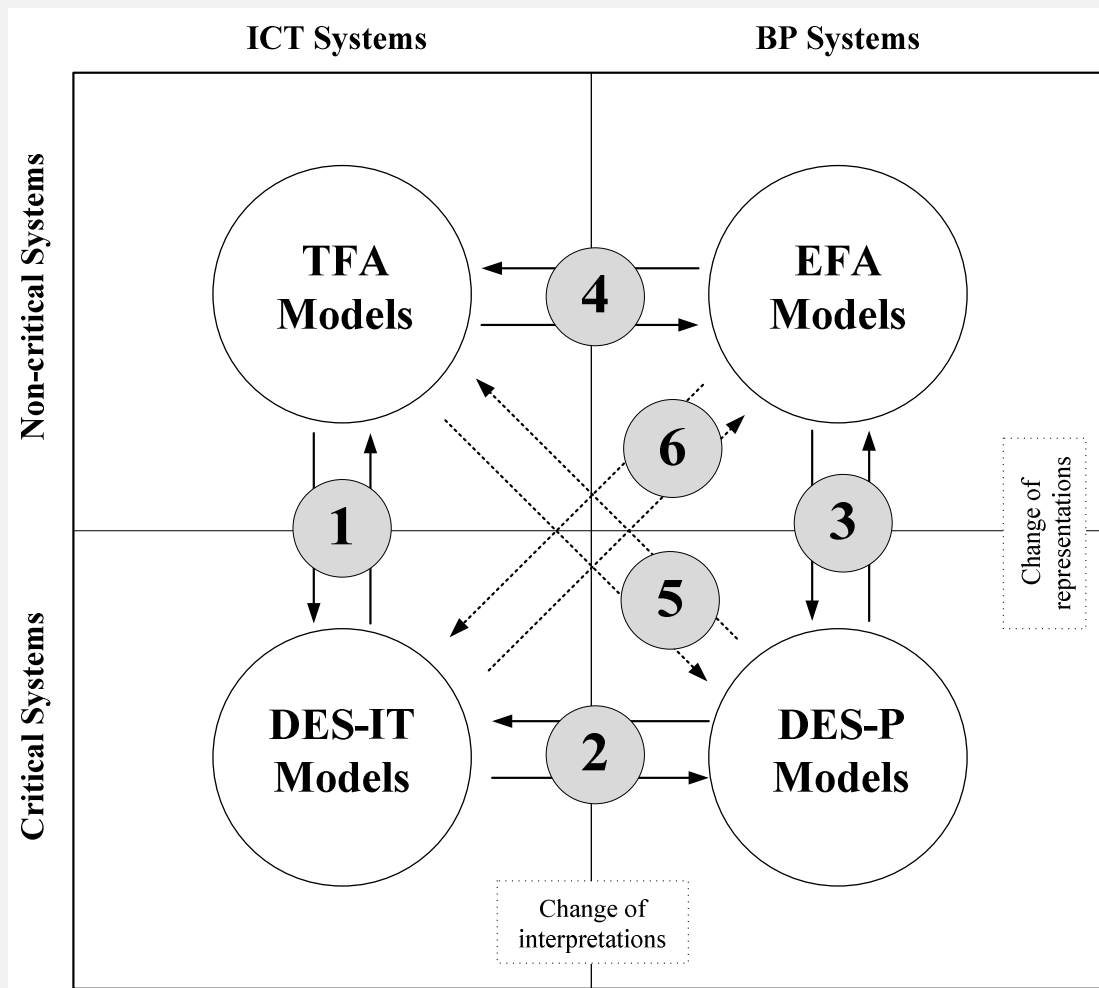 ICT Systems
BP Systems
Non-critical Systems
TFA
Models
4
EFA
Models
6
1
3
Change of
representations
5
Critical Systems
DES-IT
Models
2
DES-P
Models
Change of
interpretations